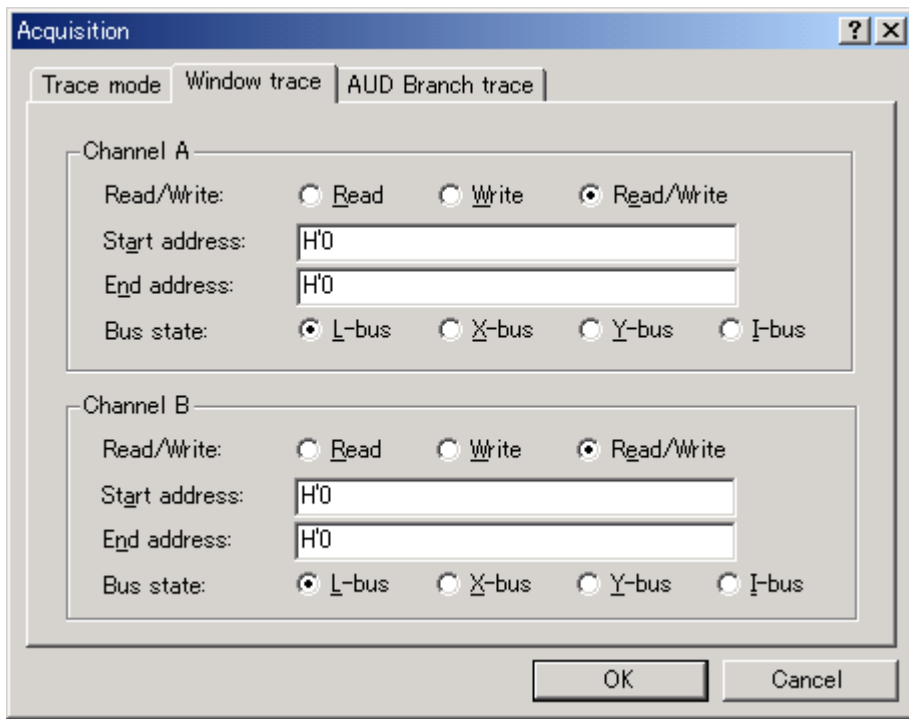 Acquisition
Trace mode Window trace AUD Branch trace
Channel A
Read/Write: Read Write Read/Write
Start address: H'0
End address: H'0
Bus state: L-bus X-bus Y-bus I-bus
Channel B
Read/Write: Read Write Read/Write
Start address: H'0
End address: H'0
Bus state: L-bus X-bus Y-bus I-bus
OK Cancel